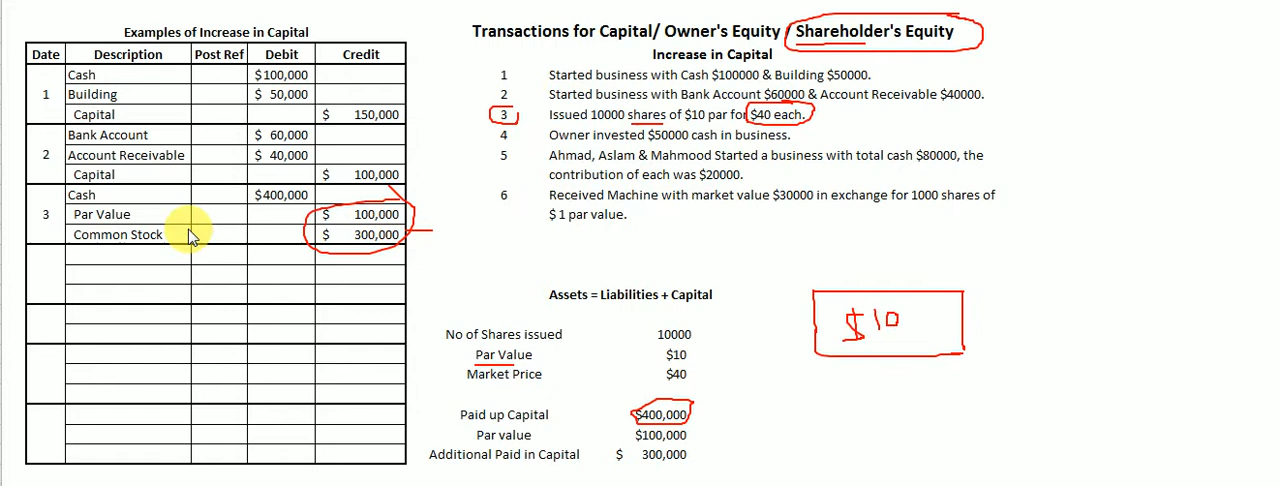 Examples of Increase in Capital
Date Description Post Ref Debit Credit
Cash $100,000
1 Building $ 50,000
Capital $ 150,000
Bank Account $ 60,000
2 Account Receivable $ 40,000
Capital $ 100,000
Cash $400,000
3 Par Value $ 100,000
Common Stock $ 300,000
Transactions for Capital/ Owner's Equity / Shareholder's Equity
Increase in Capital
1 Started business with Cash $100000 & Building $50000.
2 Started business with Bank Account $60000 & Account Receivable $40000.
3 Issued 10000 shares of $10 par for $40 each.
4 Owner invested $50000 cash in business.
5 Ahmad, Aslam & Mahmood Started a business with total cash $80000, the
contribution of each was $20000.
6 Received Machine with market value $30000 in exchange for 1000 shares of
$ 1 par value.
Assets = Liabilities + Capital
No of Shares issued 10000
Par Value $10
Market Price $40
Paid up Capital $400,000
Par value $100,000
Additional Paid in Capital $ 300,000
$10